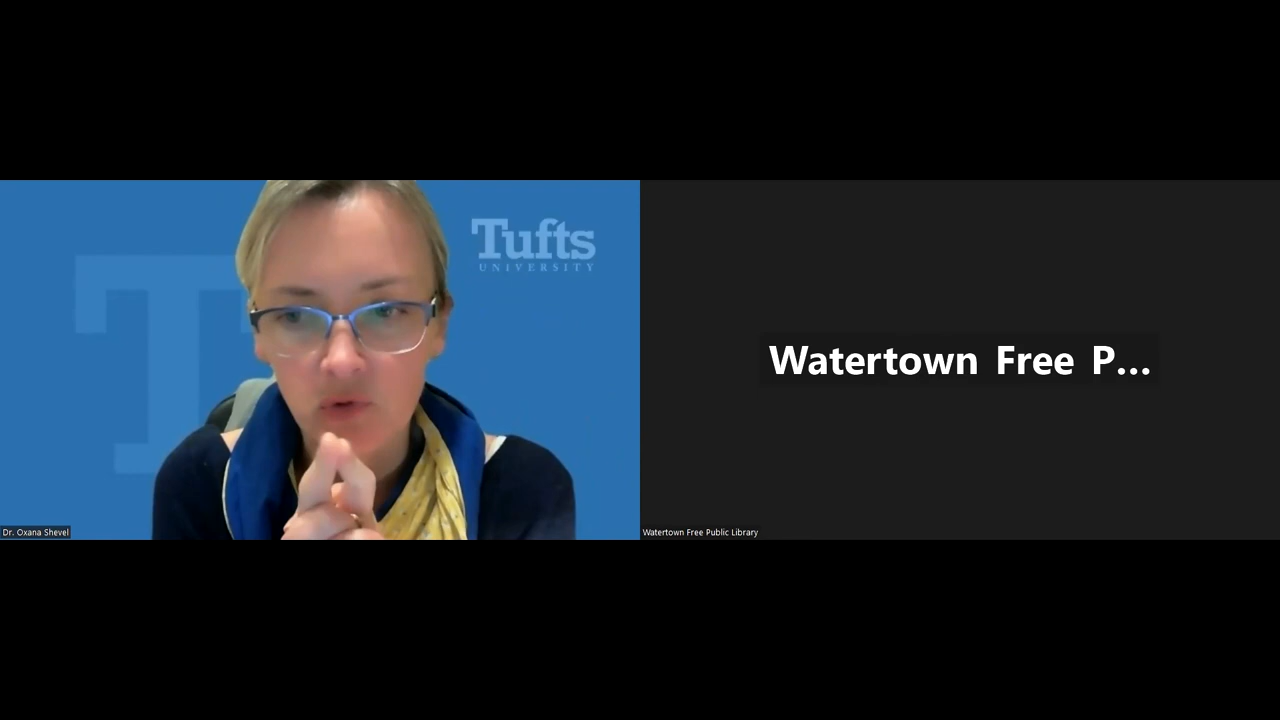 Tufts
UNIVERSITY
T
Watertown Free P...
Dr. Oxana Shevel
Watertown Free Public Library